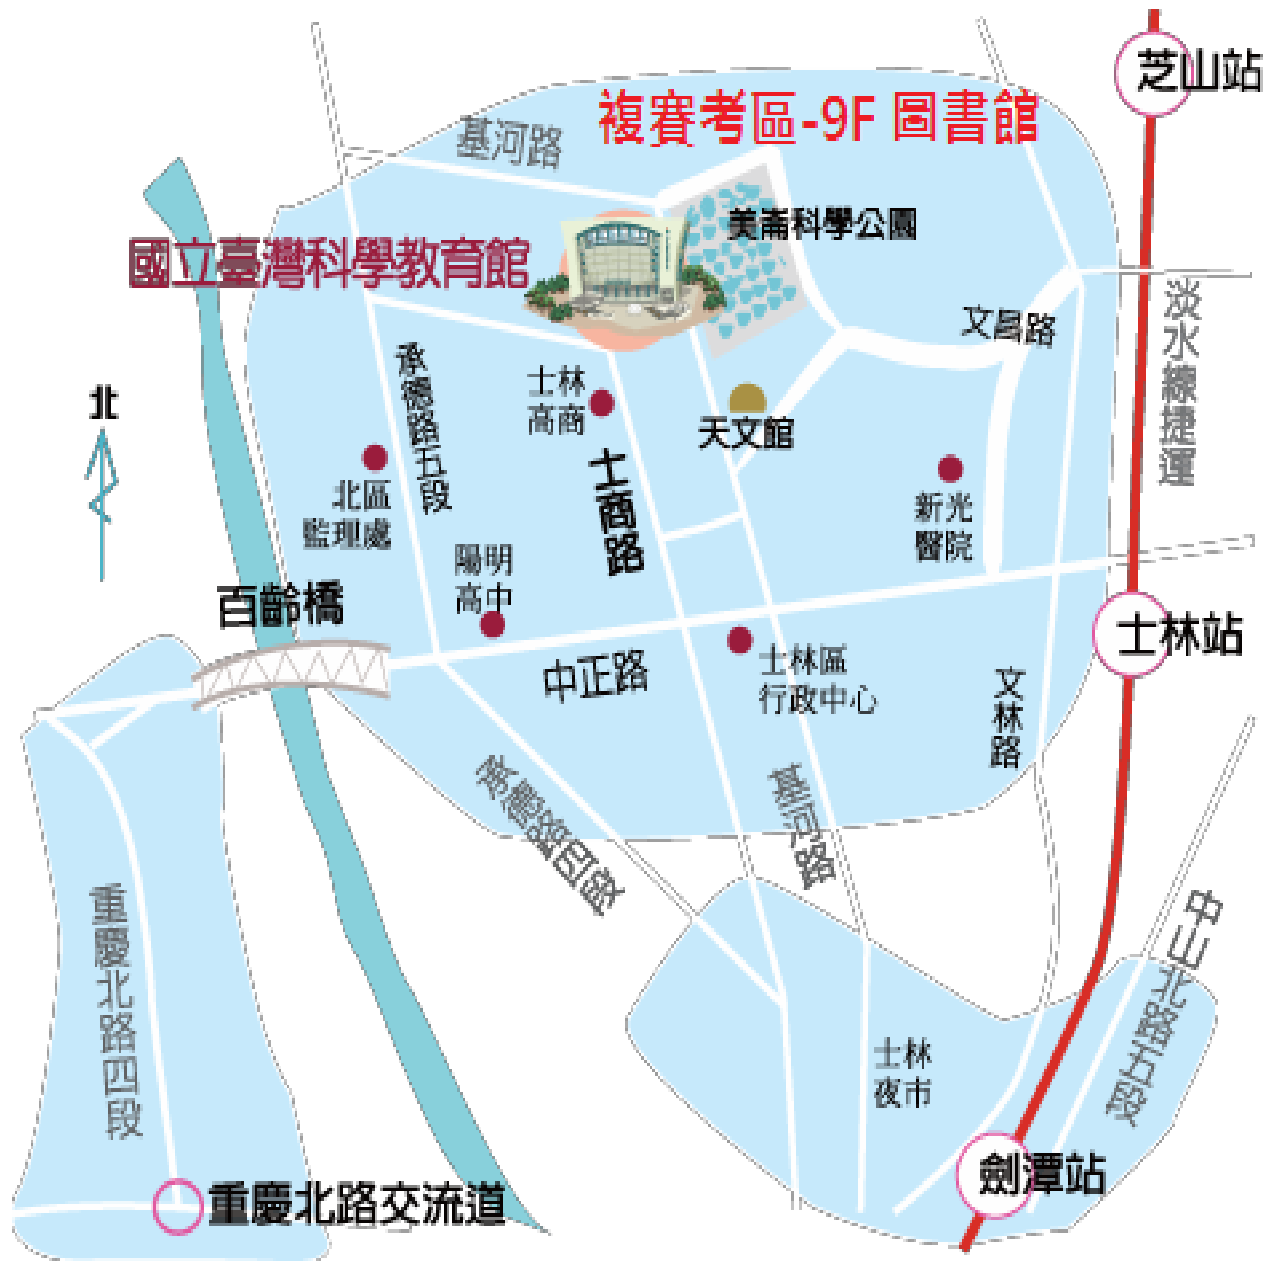 芝山站
複賽考區-9F 圖書館
基河路
美崙科學公園
國立臺灣科學教育館
淡水線捷運
文昌路
承德路五段
士林
高商
北
天文館
士商路
北區
監理處
新光
醫院
陽明
高中
百齡橋
士林站
中正路
士林區
行政中心
文林路
承德路四段
基河路
重慶北路四段
中山北路五段
士林
夜市
劍潭站
重慶北路交流道